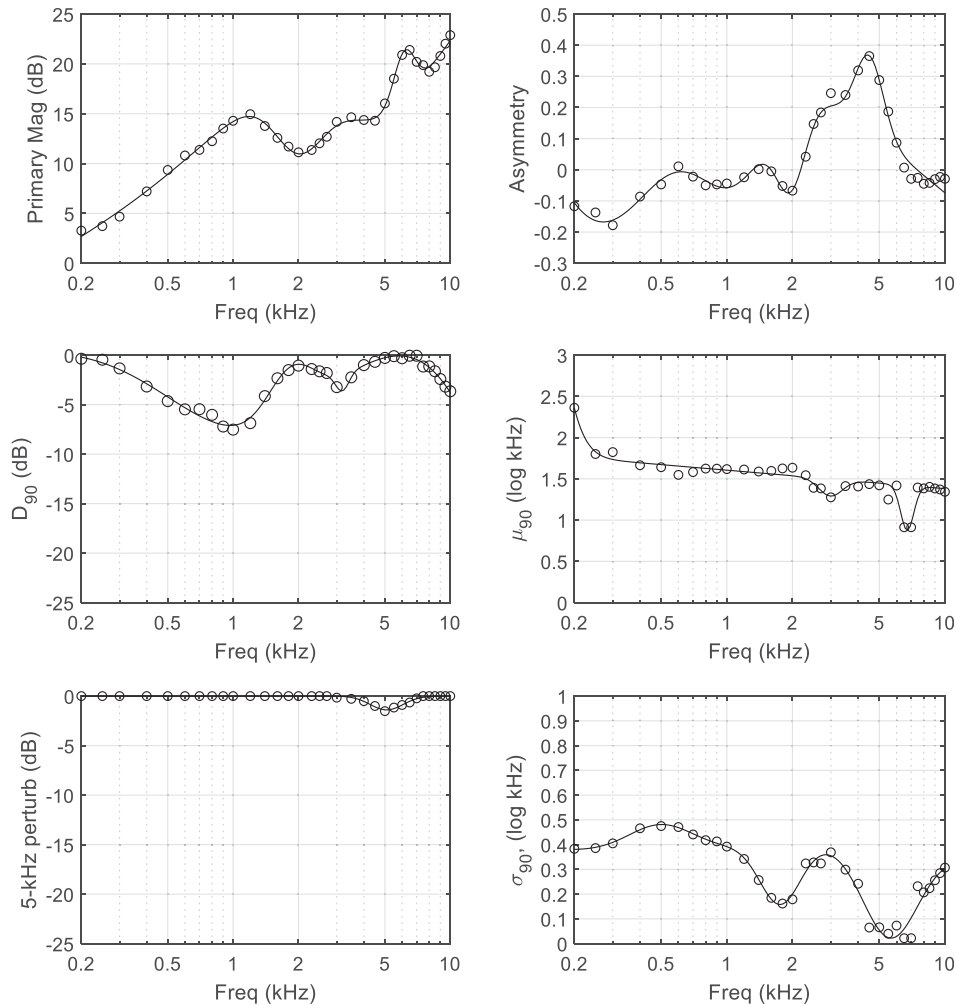 25
20
15
10
5
0
Primary Mag (dB)
0.2 0.5 1 2 5 10
Freq (kHz)
0.5
0.4
0.3
0.2
0.1
0
-0.1
-0.2
-0.3
Asymmetry
0.2 0.5 1 2 5 10
Freq (kHz)
0
-5
-10
-15
-20
-25
D90 (dB)
0.2 0.5 1 2 5 10
Freq (kHz)
3
2.5
2
1.5
1
0.5
0
μ90 (log kHz)
0.2 0.5 1 2 5 10
Freq (kHz)
0
-5
-10
-15
-20
-25
5-kHz perturb (dB)
0.2 0.5 1 2 5 10
Freq (kHz)
1
0.9
0.8
0.7
0.6
0.5
0.4
0.3
0.2
0.1
0
σ90, (log kHz)
0.2 0.5 1 2 5 10
Freq (kHz)